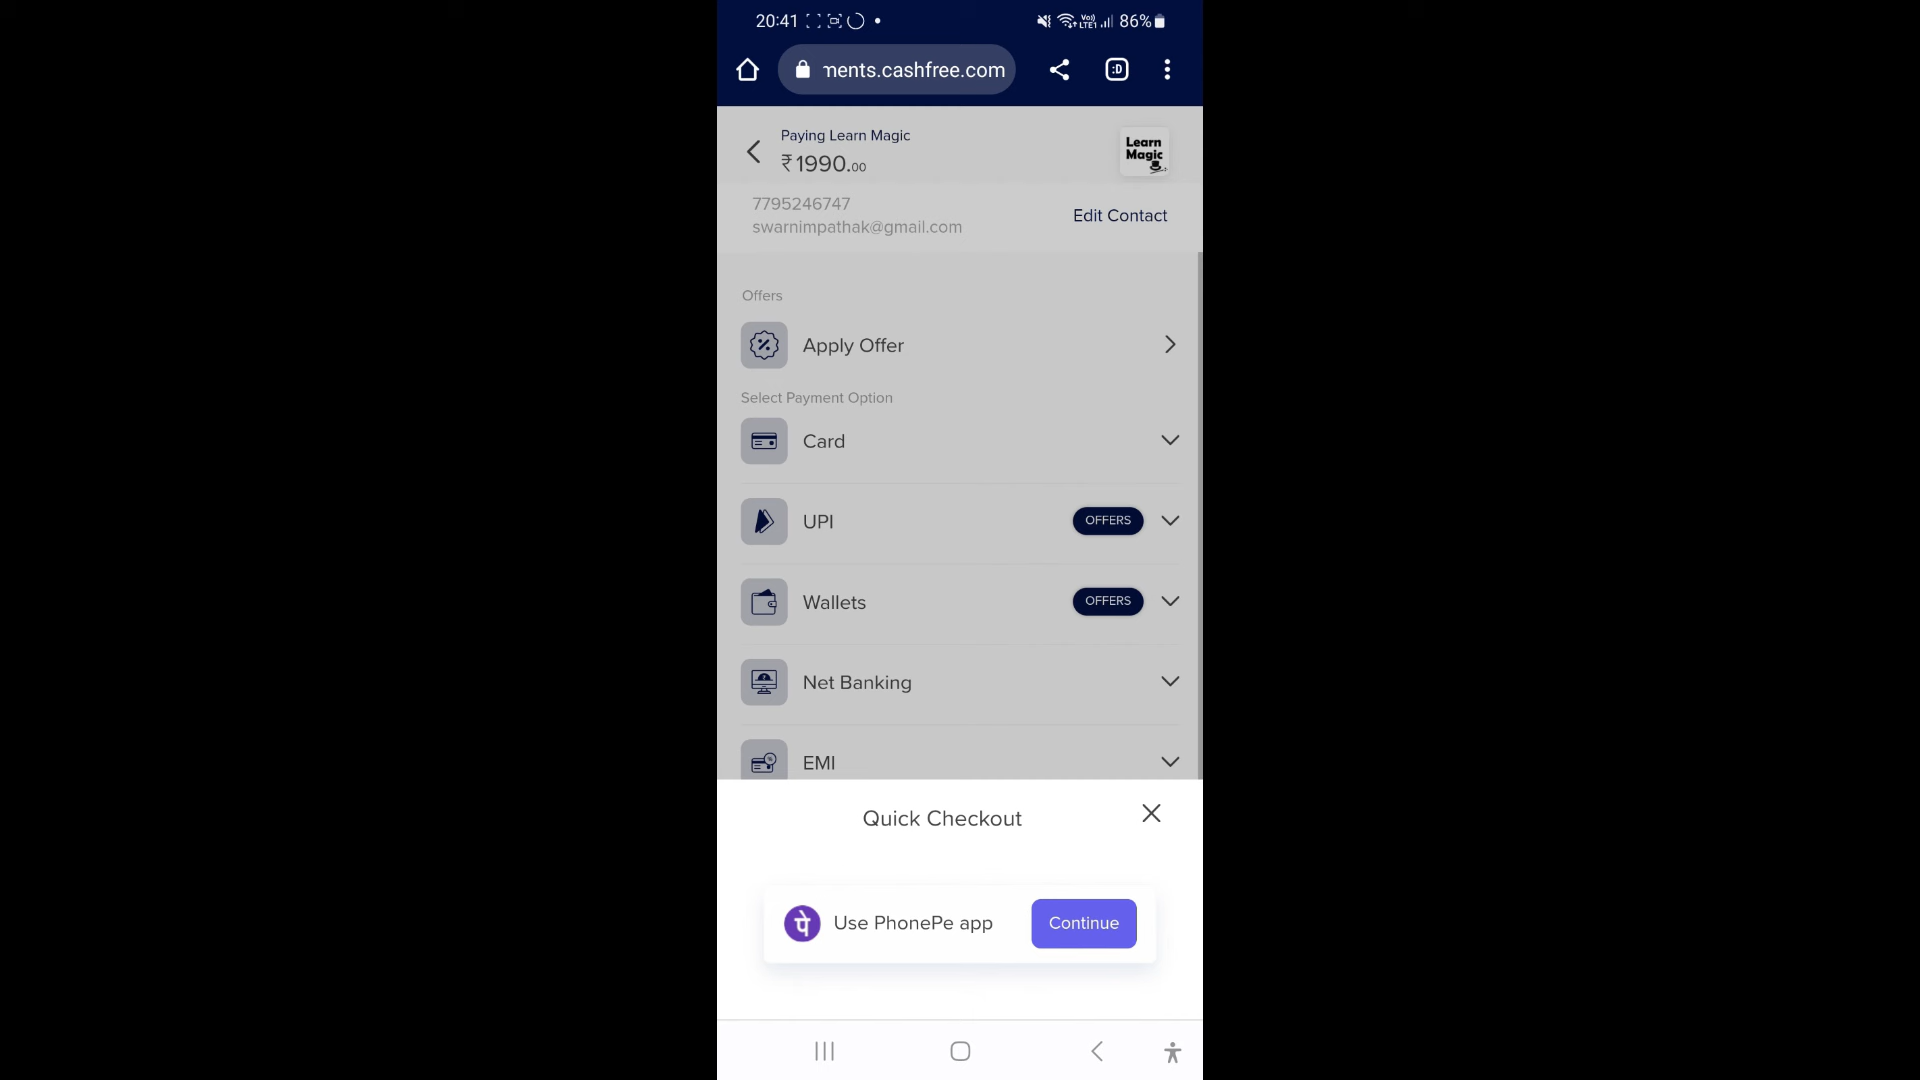 20:41
Vo))
LTE1
86%
nents.cashfree.com
:D
Paying Learn Magic
₹1990.00
Learn
Magic
7795246747
swarnimpathak@gmail.com
Edit Contact
Offers
Apply Offer
Select Payment Option
Card
UPI
OFFERS
Wallets
OFFERS
Net Banking
EMI
Quick Checkout
पे
Use PhonePe app
Continue